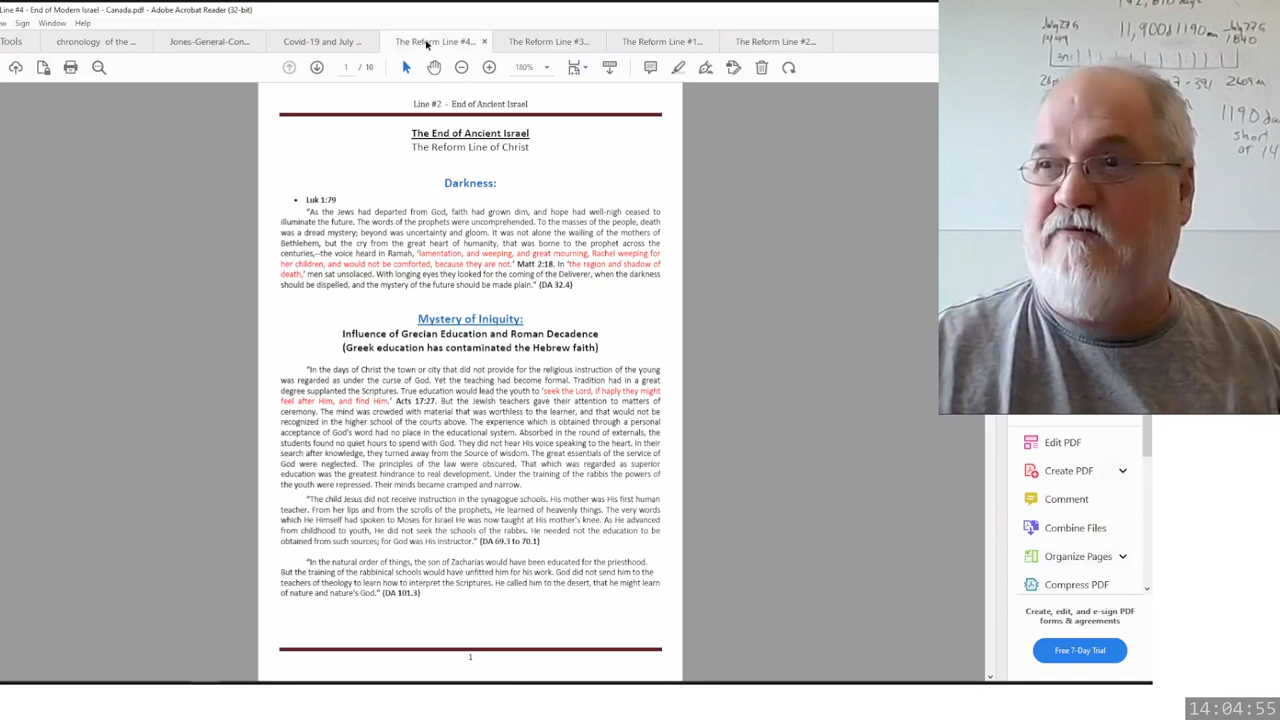 Line #4 - End of Modern Israel - Canada.pdf - Adobe Acrobat Reader (32-bit)
Sign Window Help
Tools
chronology of the ...
Jones-General-Con...
Covid-19 and July ...
The Reform Line #4...
The Reform Line #3...
The Reform Line #1...
The Reform Line #2...
1 / 10
180%
Line #2 - End of Ancient Israel
The End of Ancient Israel
The Reform Line of Christ
Darkness:
• Luk 1:79
"As the Jews had departed from God, faith had grown dim, and hope had well-nigh ceased to
illuminate the future. The words of the prophets were uncomprehended. To the masses of the people, death
was a dread mystery; beyond was uncertainty and gloom. It was not alone the wailing of the mothers of
Bethlehem, but the cry from the great heart of humanity, that was borne to the prophet across the
centuries,--the voice heard in Ramah, 'lamentation, and weeping, and great mourning, Rachel weeping for
her children, and would not be comforted, because they are not.' Matt 2:18. In 'the region and shadow of
death,' men sat unsolaced. With longing eyes they looked for the coming of the Deliverer, when the darkness
should be dispelled, and the mystery of the future should be made plain." {DA 32.4}
Mystery of Iniquity:
Influence of Grecian Education and Roman Decadence
(Greek education has contaminated the Hebrew faith)
"In the days of Christ the town or city that did not provide for the religious instruction of the young
was regarded as under the curse of God. Yet the teaching had become formal. Tradition had in a great
degree supplanted the Scriptures. True education would lead the youth to 'seek the Lord, if haply they might
feel after Him, and find Him.' Acts 17:27. But the Jewish teachers gave their attention to matters of
ceremony. The mind was crowded with material that was worthless to the learner, and that would not be
recognized in the higher school of the courts above. The experience which is obtained through a personal
acceptance of God's word had no place in the educational system. Absorbed in the round of externals, the
students found no quiet hours to spend with God. They did not hear His voice speaking to the heart. In their
search after knowledge, they turned away from the Source of wisdom. The great essentials of the service of
God were neglected. The principles of the law were obscured. That which was regarded as superior
education was the greatest hindrance to real development. Under the training of the rabbis the powers of
the youth were repressed. Their minds became cramped and narrow.
"The child Jesus did not receive instruction in the synagogue schools. His mother was His first human
teacher. From her lips and from the scrolls of the prophets, He learned of heavenly things. The very words
which He Himself had spoken to Moses for Israel He was now taught at His mother's knee. As He advanced
from childhood to youth, He did not seek the schools of the rabbis. He needed not the education to be
obtained from such sources; for God was His instructor." {DA 69.3 to 70.1}
"In the natural order of things, the son of Zacharias would have been educated for the priesthood.
But the training of the rabbinical schools would have unfitted him for his work. God did not send him to the
teachers of theology to learn how to interpret the Scriptures. He called him to the desert, that he might learn
of nature and nature's God." {DA 101.3}
1
11,900
1190
short
of
Edit PDF
Create PDF
Comment
Combine Files
Organize Pages
Compress PDF
Create, edit, and e-sign PDF
forms & agreements
Free 7-Day Trial
14:04:55